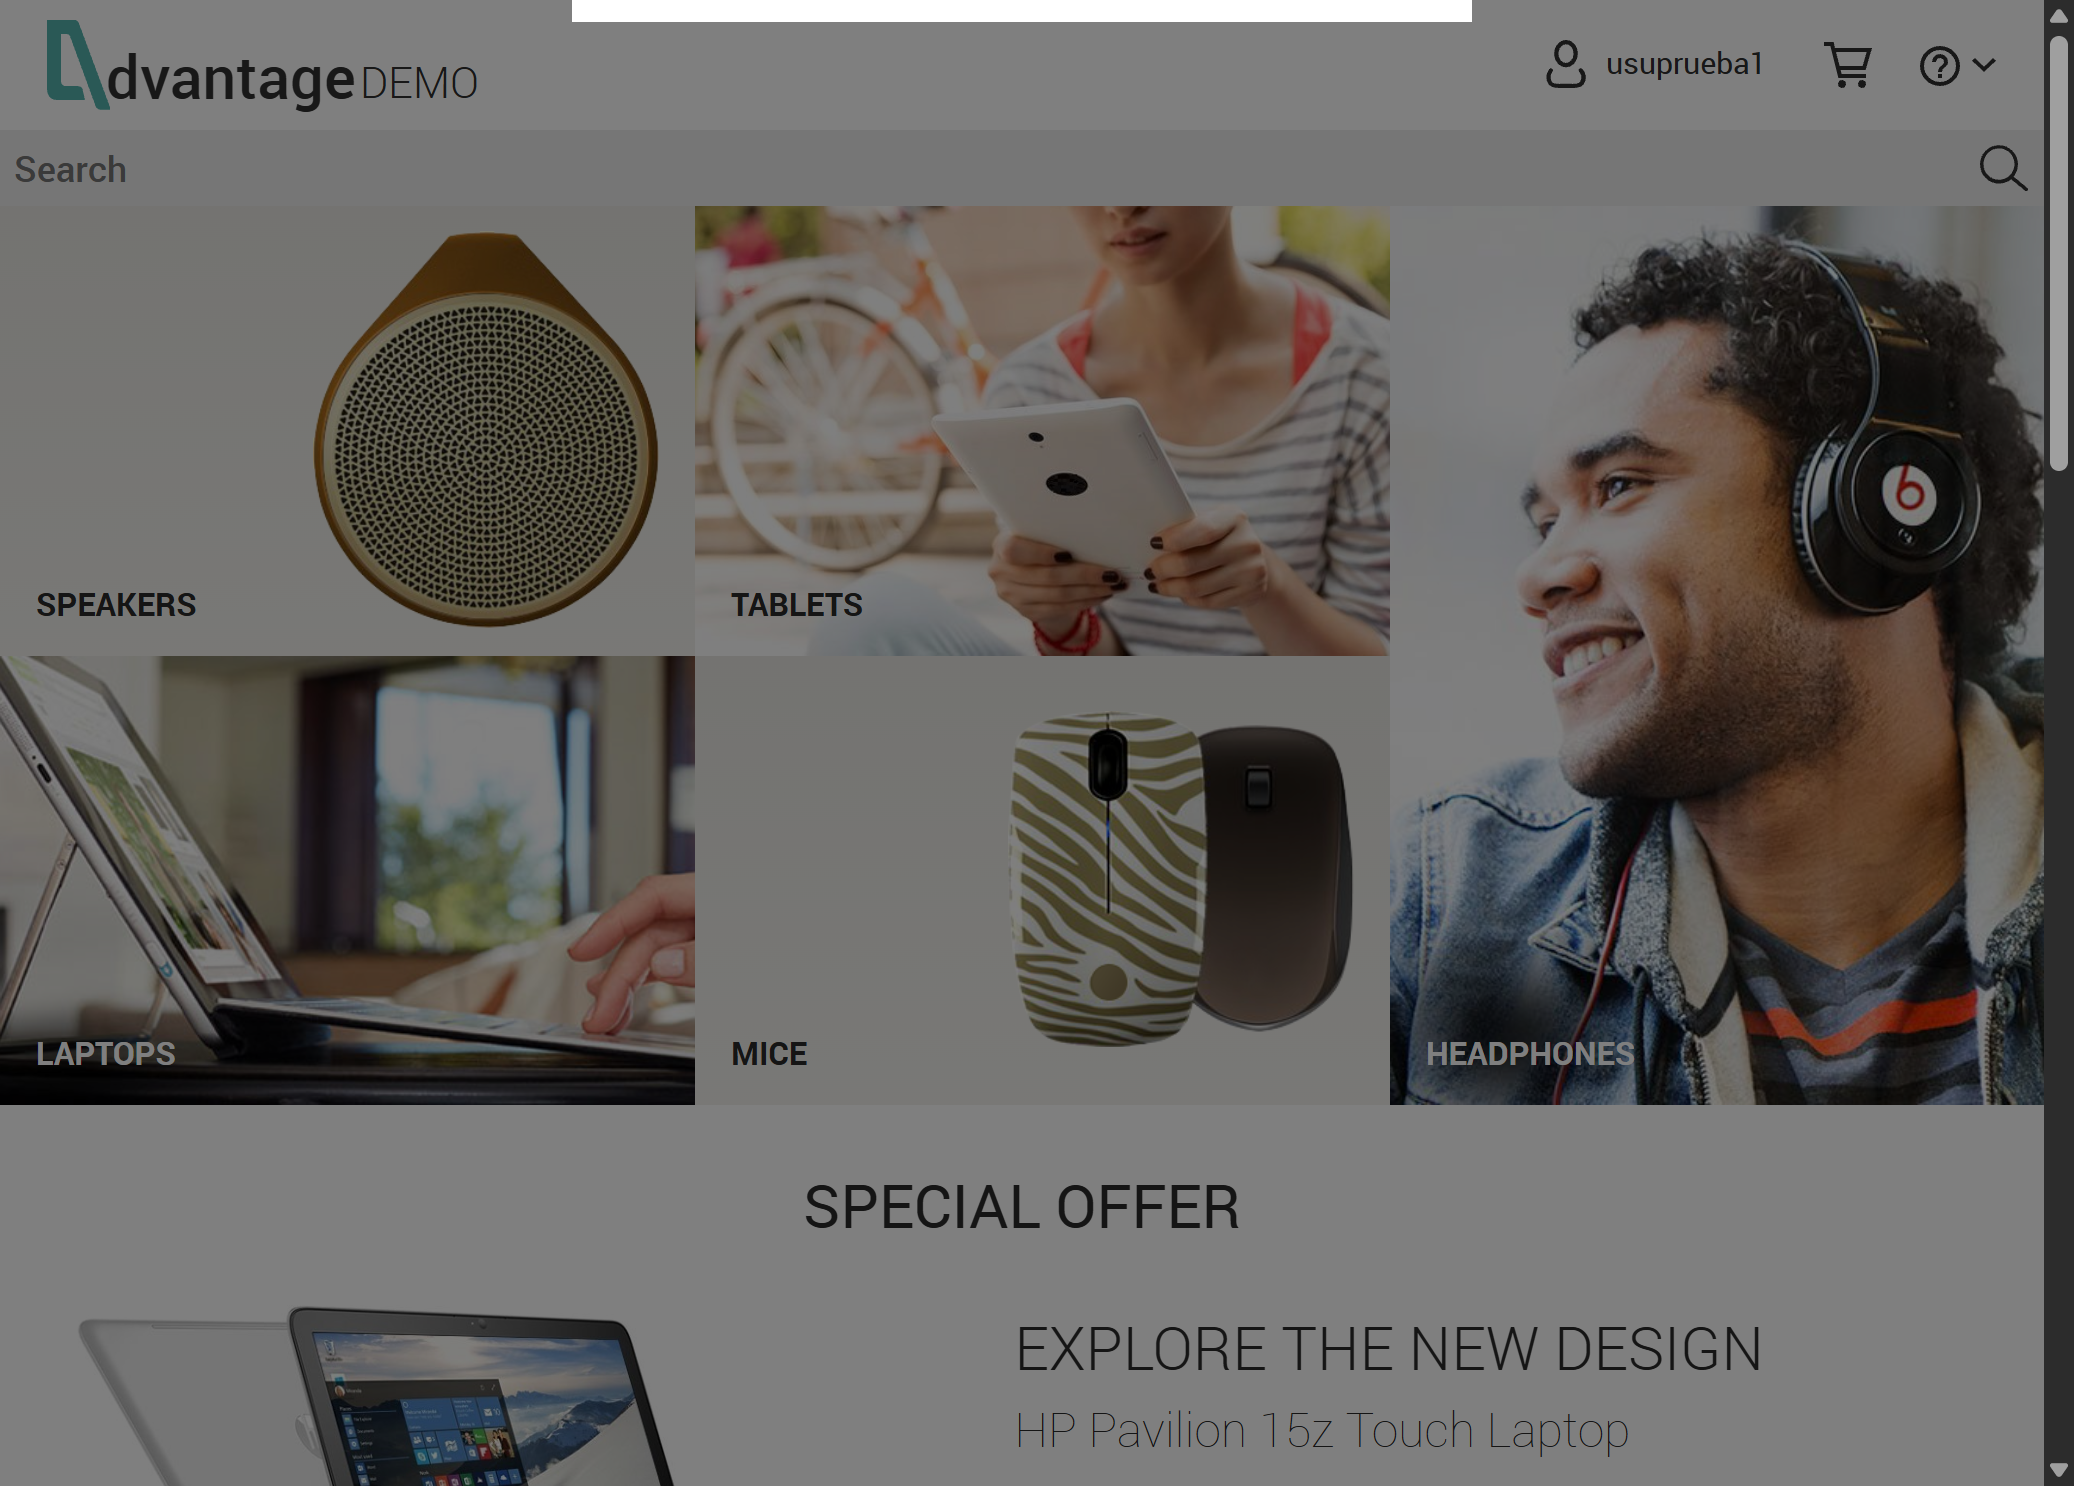 dvantage DEMO
usuprueba1
Search
SPEAKERS
TABLETS
LAPTOPS
MICE
HEADPHONES
SPECIAL OFFER
EXPLORE THE NEW DESIGN
HP Pavilion 15z Touch Laptop